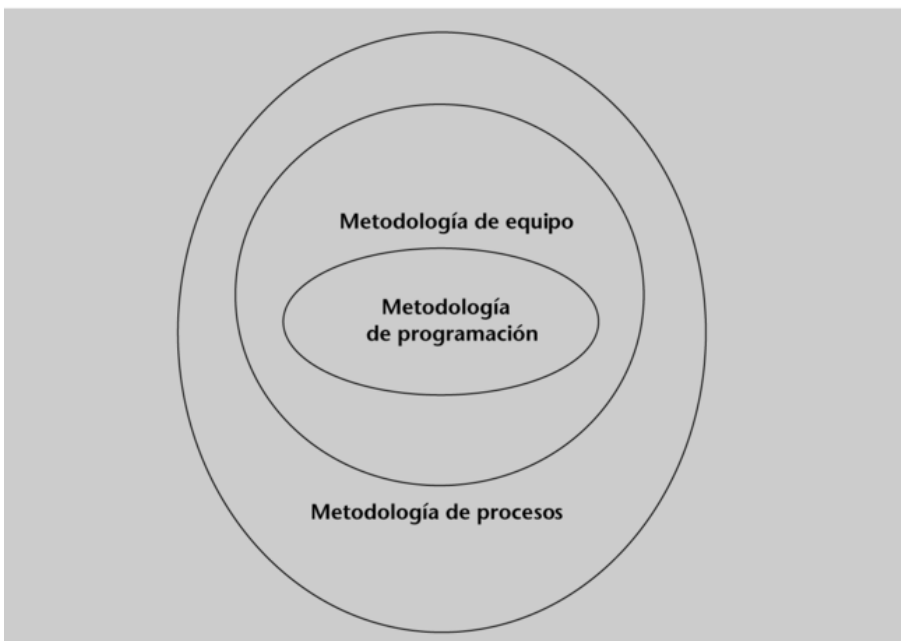 Metodología de equipo
Metodología
de programación
Metodología de procesos